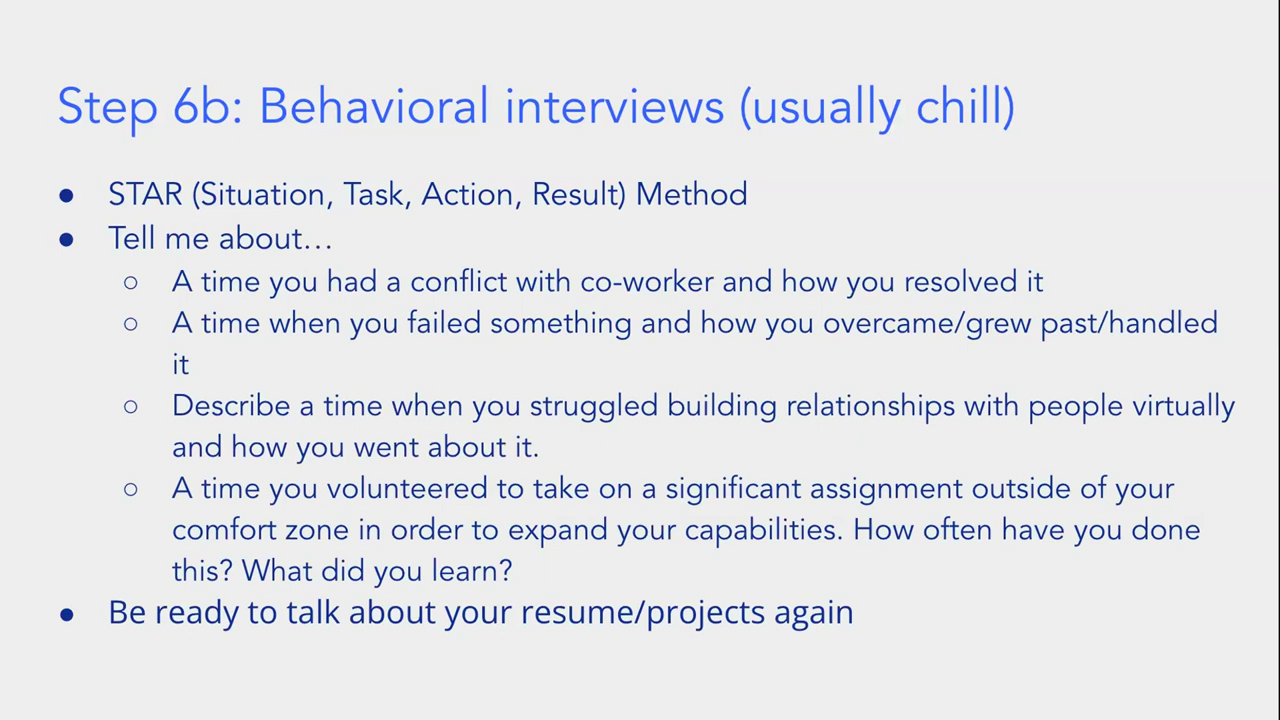 Step 6b: Behavioral interviews (usually chill)
● STAR (Situation, Task, Action, Result) Method
● Tell me about…
○ A time you had a conflict with co-worker and how you resolved it
○ A time when you failed something and how you overcame/grew past/handled
it
○ Describe a time when you struggled building relationships with people virtually
and how you went about it.
○ A time you volunteered to take on a significant assignment outside of your
comfort zone in order to expand your capabilities. How often have you done
this? What did you learn?
● Be ready to talk about your resume/projects again